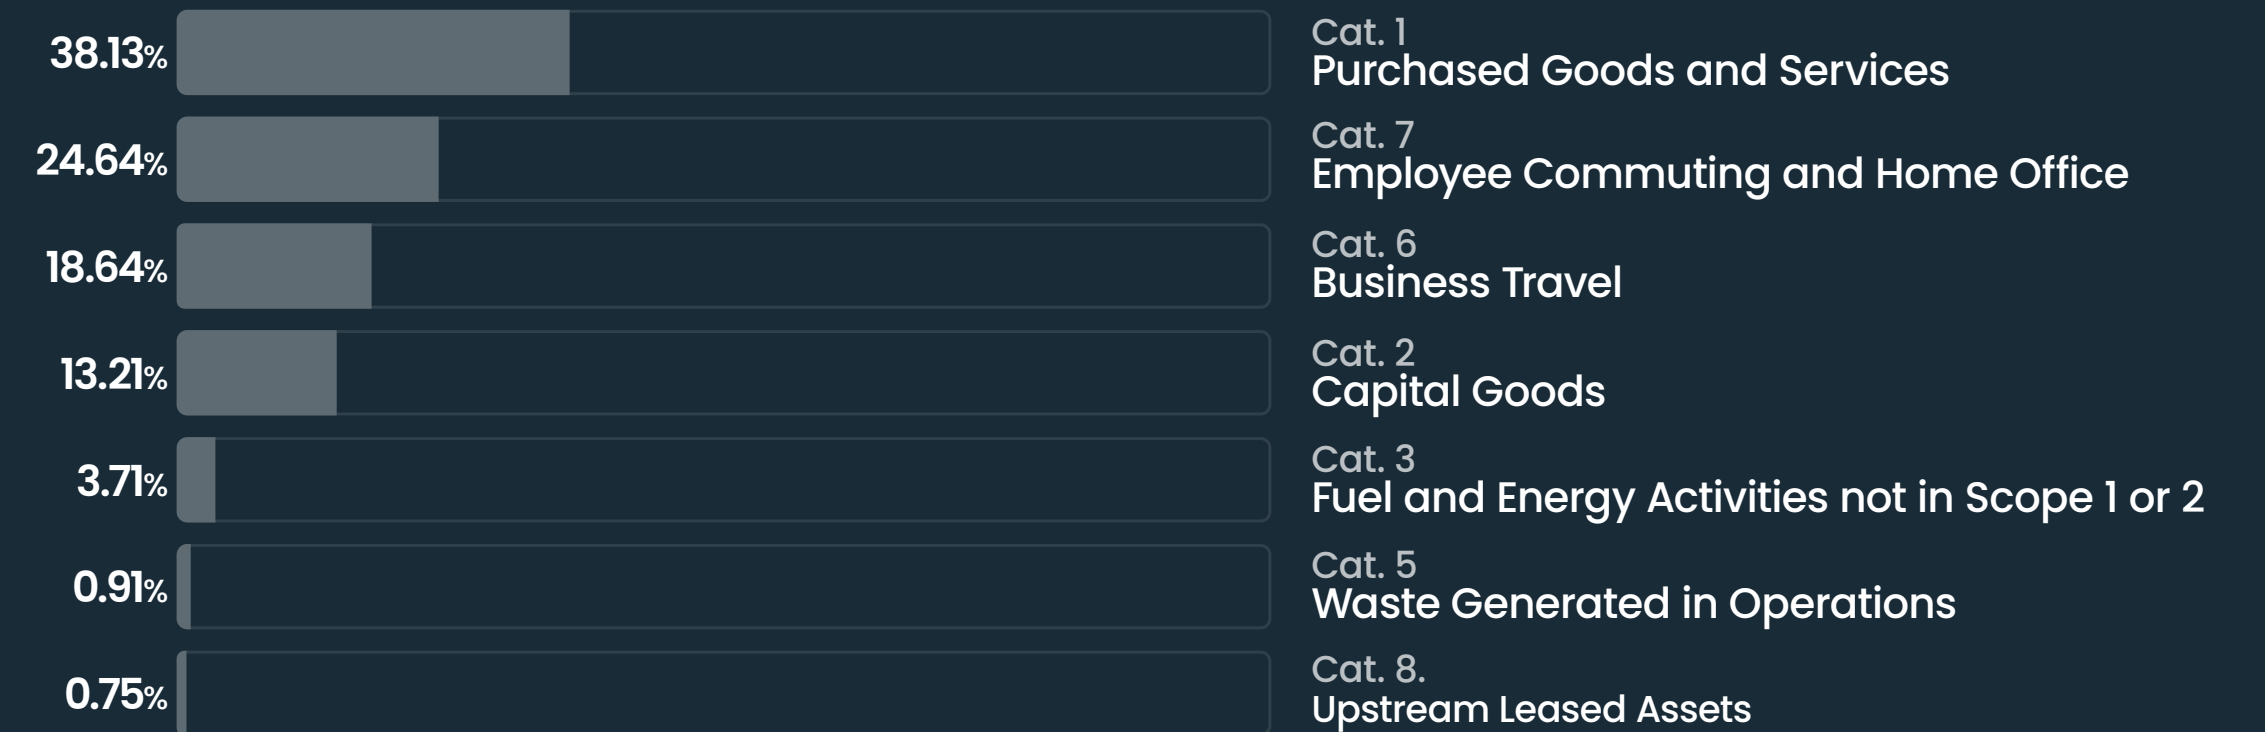 38.13%
Cat. 1
Purchased Goods and Services
24.64%
Cat. 7
Employee Commuting and Home Office
18.64%
Cat. 6
Business Travel
13.21%
Cat. 2
Capital Goods
3.71%
Cat. 3
Fuel and Energy Activities not in Scope 1 or 2
0.91%
Cat. 5
Waste Generated in Operations
0.75%
Cat. 8.
Upstream Leased Assets